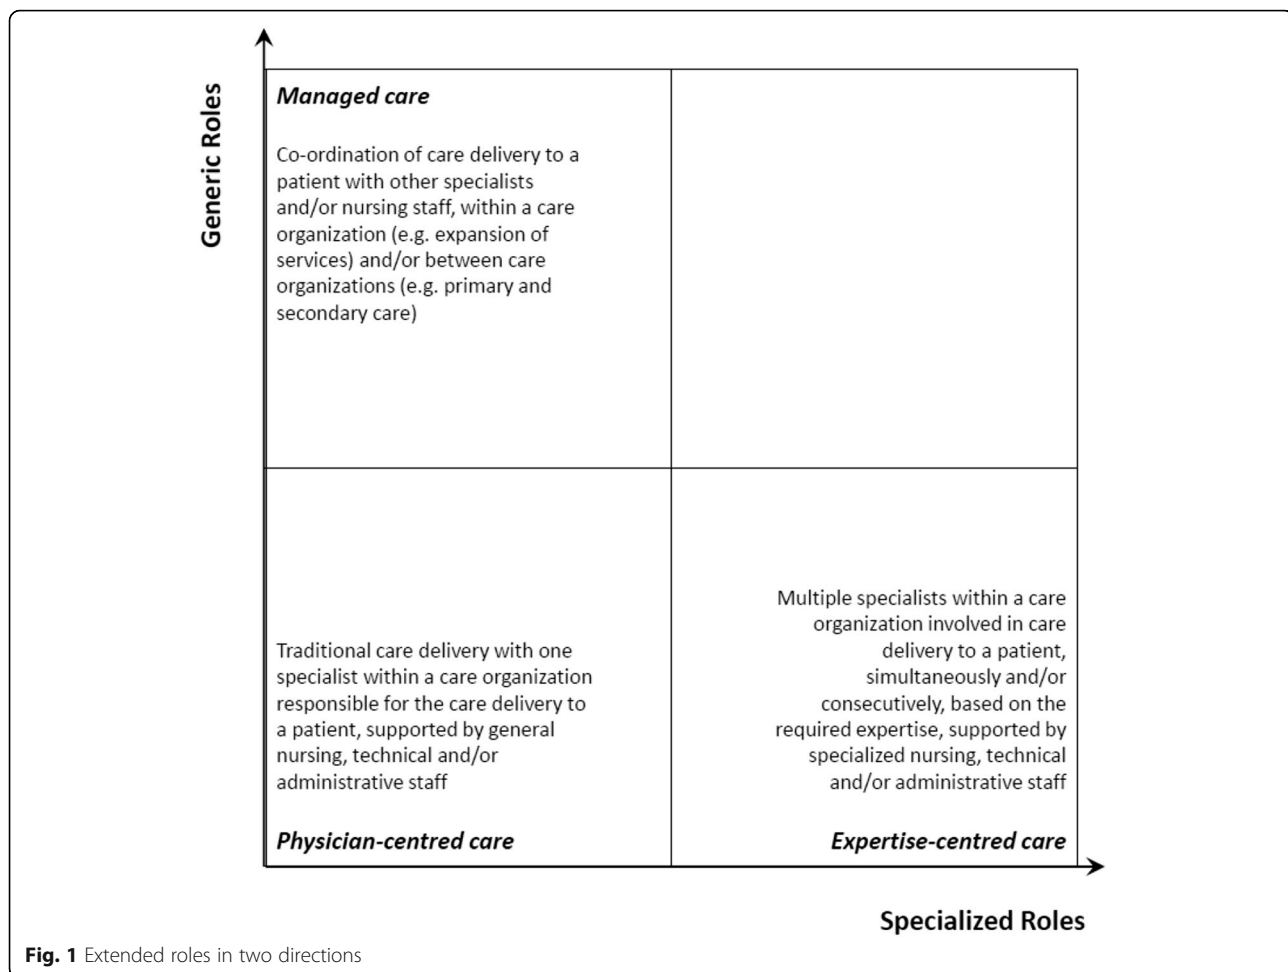 Generic Roles
Managed care
Co-ordination of care delivery to a
patient with other specialists
and/or nursing staff, within a care
organization (e.g. expansion of
services) and/or between care
organizations (e.g. primary and
secondary care)
Traditional care delivery with one
specialist within a care organization
responsible for the care delivery to
a patient, supported by general
nursing, technical and/or
administrative staff
Physician-centred care
Multiple specialists within a care
organization involved in care
delivery to a patient,
simultaneously and/or
consecutively, based on the
required expertise, supported by
specialized nursing, technical
and/or administrative staff
Expertise-centred care
Specialized Roles
Fig. 1 Extended roles in two directions